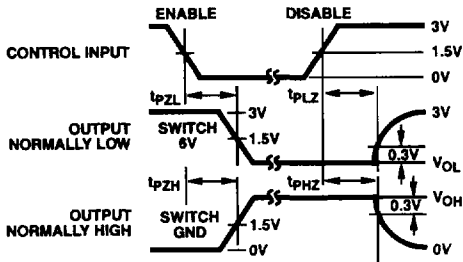 ENABLE DISABLE
3V
CONTROL INPUT 1.5V
0V
tPZL tPLZ
3V 3V
OUTPUT NORMALLY LOW
SWITCH 6V
1.5V
0.3V
VOL
tPZH tPHZ
VOH
0.3V
OUTPUT NORMALLY HIGH
SWITCH GND
1.5V
0V 0V